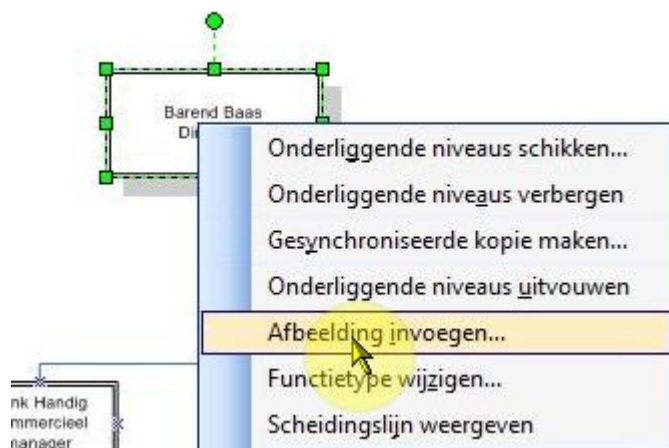 Barend Baas
Onderliggende niveaus schikken...
Onderliggende niveaus verbergen
Gesynchroniseerde kopie maken...
Onderliggende niveaus uitvouwen
Afbeelding invoegen...
Functietype wijzigen...
Scheidingslijn weergeven
Handig